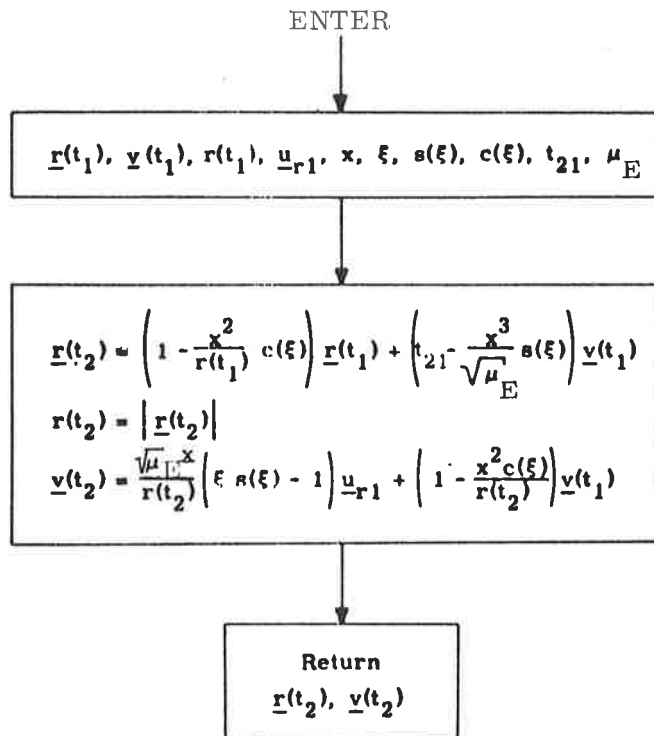 ENTER
r(t₁), v(t₁), r(t₁), u_r1, x, ξ, s(ξ), c(ξ), t₂₁, μ_E
r(t₂) = (1 - x²/r(t₁) c(ξ)) r(t₁) + (t₂₁ - x³/√μ_E s(ξ)) v(t₁)
r(t₂) = |r(t₂)|
v(t₂) = √μ_E x/r(t₂) (ξ s(ξ) - 1) u_r1 + (1 - x² c(ξ)/r(t₂)) v(t₁)
Return
r(t₂), v(t₂)